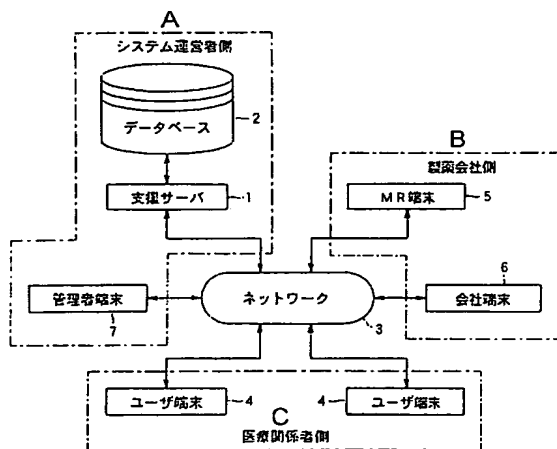 A
システム運営者側
データベース
2
B
製薬会社側
支援サーバ
1
MR端末
5
6
管理者端末
ネットワーク
会社端末
7
3
ユーザ端末
4
C
4
ユーザ端末
医療関係者側